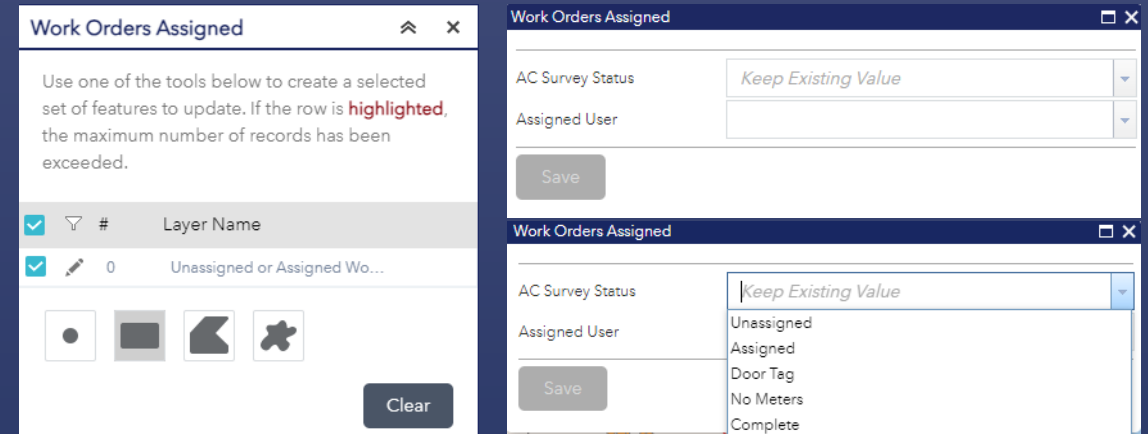 Work Orders Assigned
Use one of the tools below to create a selected
set of features to update. If the row is highlighted,
the maximum number of records has been
exceeded.
# Layer Name
0 Unassigned or Assigned Wo...
Clear
Work Orders Assigned
AC Survey Status Keep Existing Value
Assigned User
Save
Work Orders Assigned
AC Survey Status Keep Existing Value
Assigned User
Unassigned
Assigned
Door Tag
No Meters
Complete
Save